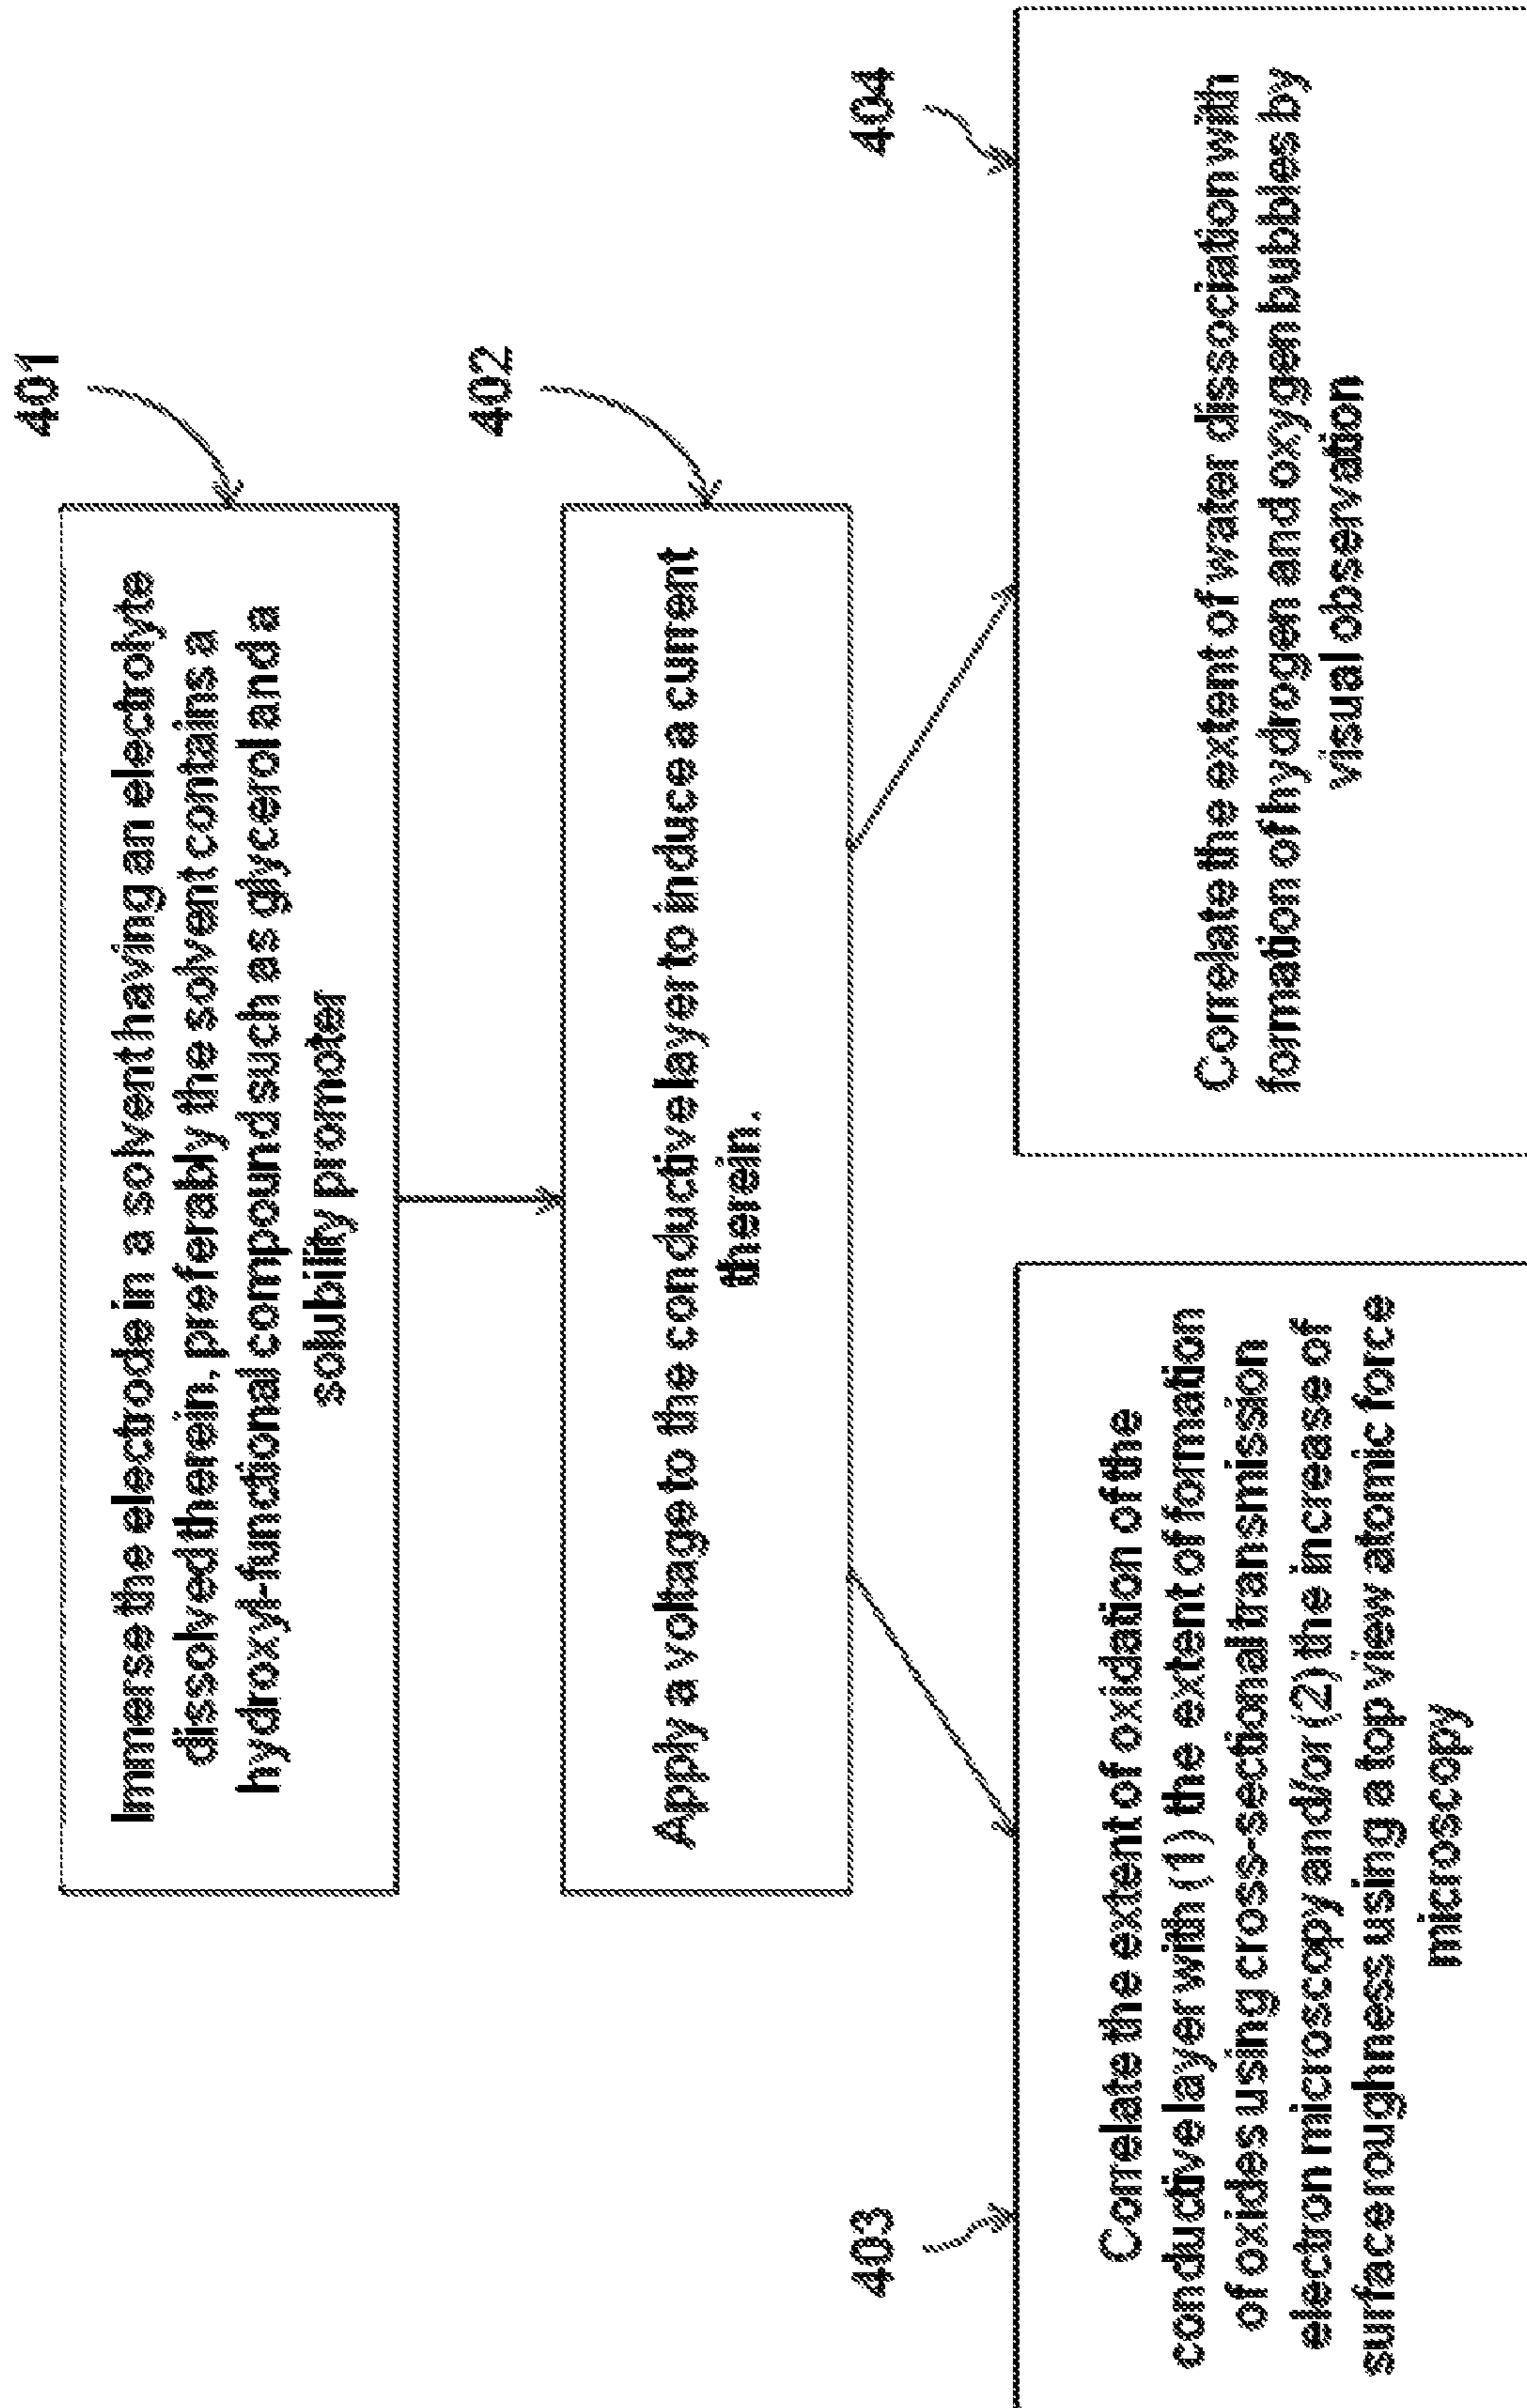 401
Immerse the electrode in a solvent having an electrolyte
dissolved therein, preferably the solvent contains a
hydroxyl-functional compound such as glycerol and a
solubility promoter
402
Apply a voltage to the conductive layer to induce a current
therein.
403
Correlate the extent of oxidation of the
conductive layer with (1) the extent of formation
of oxides using cross-sectional transmission
electron microscopy and/or (2) the increase of
surface roughness using a top view atomic force
microscopy
404
Correlate the extent of water dissociation with
formation of hydrogen and oxygen bubbles by
visual observation